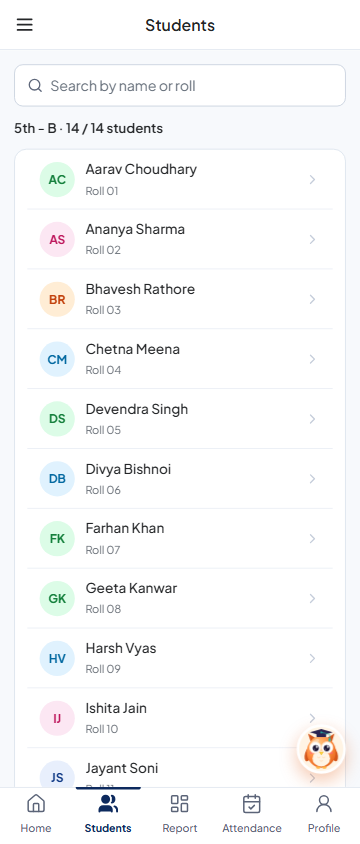 Students
Search by name or roll
5th - B · 14 / 14 students
AC
Aarav Choudhary
Roll 01
AS
Ananya Sharma
Roll 02
BR
Bhavesh Rathore
Roll 03
CM
Chetna Meena
Roll 04
DS
Devendra Singh
Roll 05
DB
Divya Bishnoi
Roll 06
FK
Farhan Khan
Roll 07
GK
Geeta Kanwar
Roll 08
HV
Harsh Vyas
Roll 09
IJ
Ishita Jain
Roll 10
JS
Jayant Soni
Home
Students
Report
Attendance
Profile